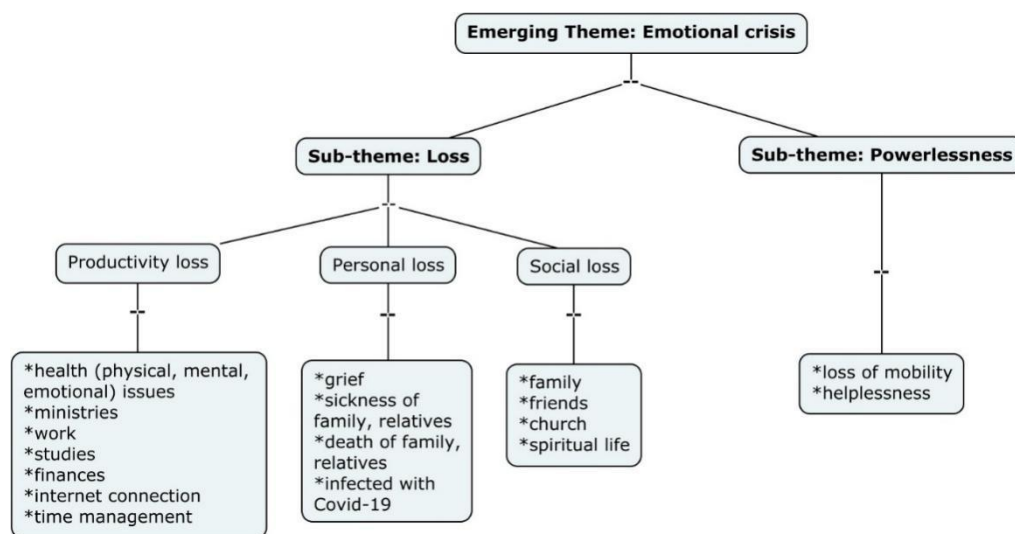 Emerging Theme: Emotional crisis
Sub-theme: Loss
Sub-theme: Powerlessness
Productivity loss
Personal loss
Social loss
*health (physical, mental,
emotional) issues
*ministries
*work
*studies
*finances
*internet connection
*time management
*grief
*sickness of
family, relatives
*death of family,
relatives
*infected with
Covid-19
*family
*friends
*church
*spiritual life
*loss of mobility
*helplessness